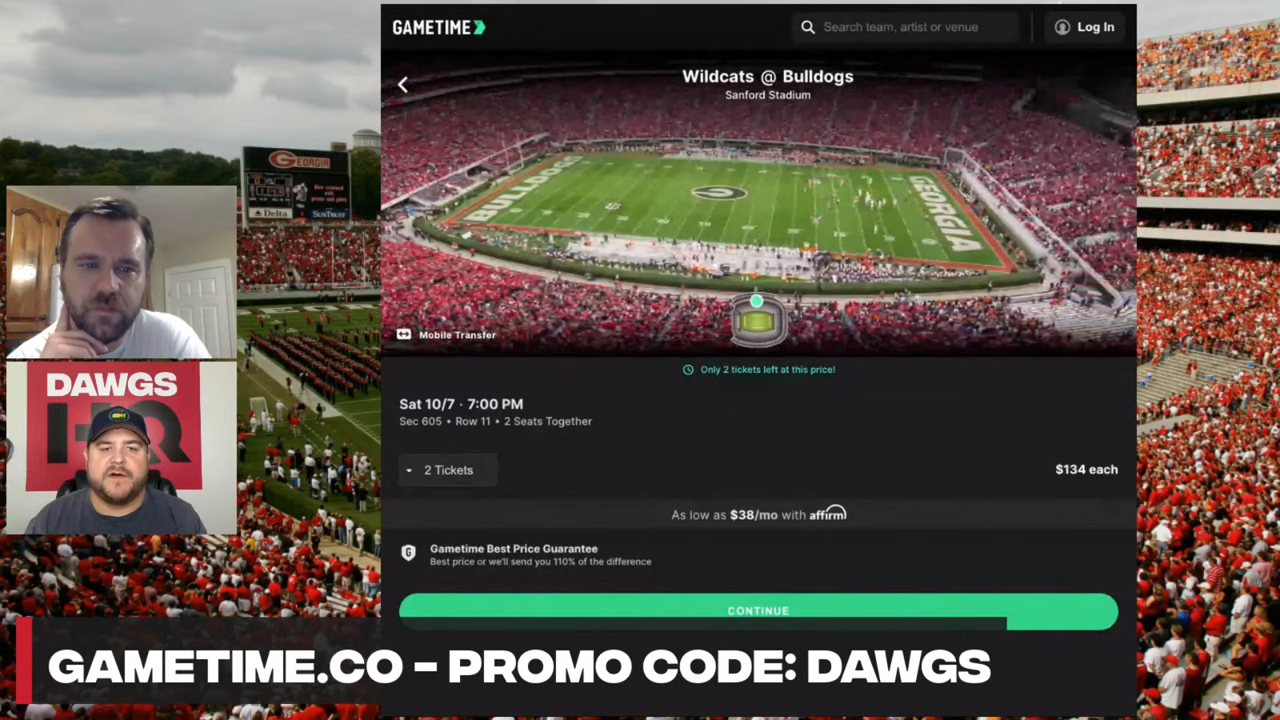 GAMETIME
Search team, artist or venue
Log In
Wildcats @ Bulldogs
Sanford Stadium
GEORGIA
Delta
SUNTRUST
BULLDOGS
GEORGIA
Mobile Transfer
Only 2 tickets left at this price!
DAWGS
HQ
Sat 10/7 · 7:00 PM
Sec 605 • Row 11 • 2 Seats Together
2 Tickets
$134 each
As low as $38/mo with affirm
Gametime Best Price Guarantee
Best price or we'll send you 110% of the difference
CONTINUE
GAMETIME.CO - PROMO CODE: DAWGS